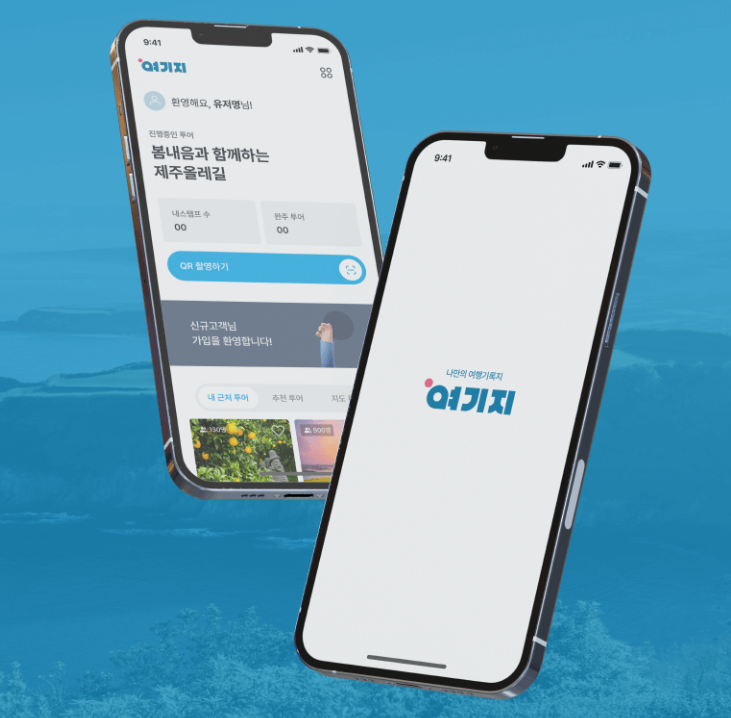 9:41
여기지
환영해요, 유저명님!
진행중인 투어
봄내음과 함께하는
제주올레길
내스탬프 수
00
완주 투어
00
QR 촬영하기
신규고객님
가입을 환영합니다!
내 근처 투어
추천 투어
지도
330명
900명
9:41
나만의 여행기록지
여기지